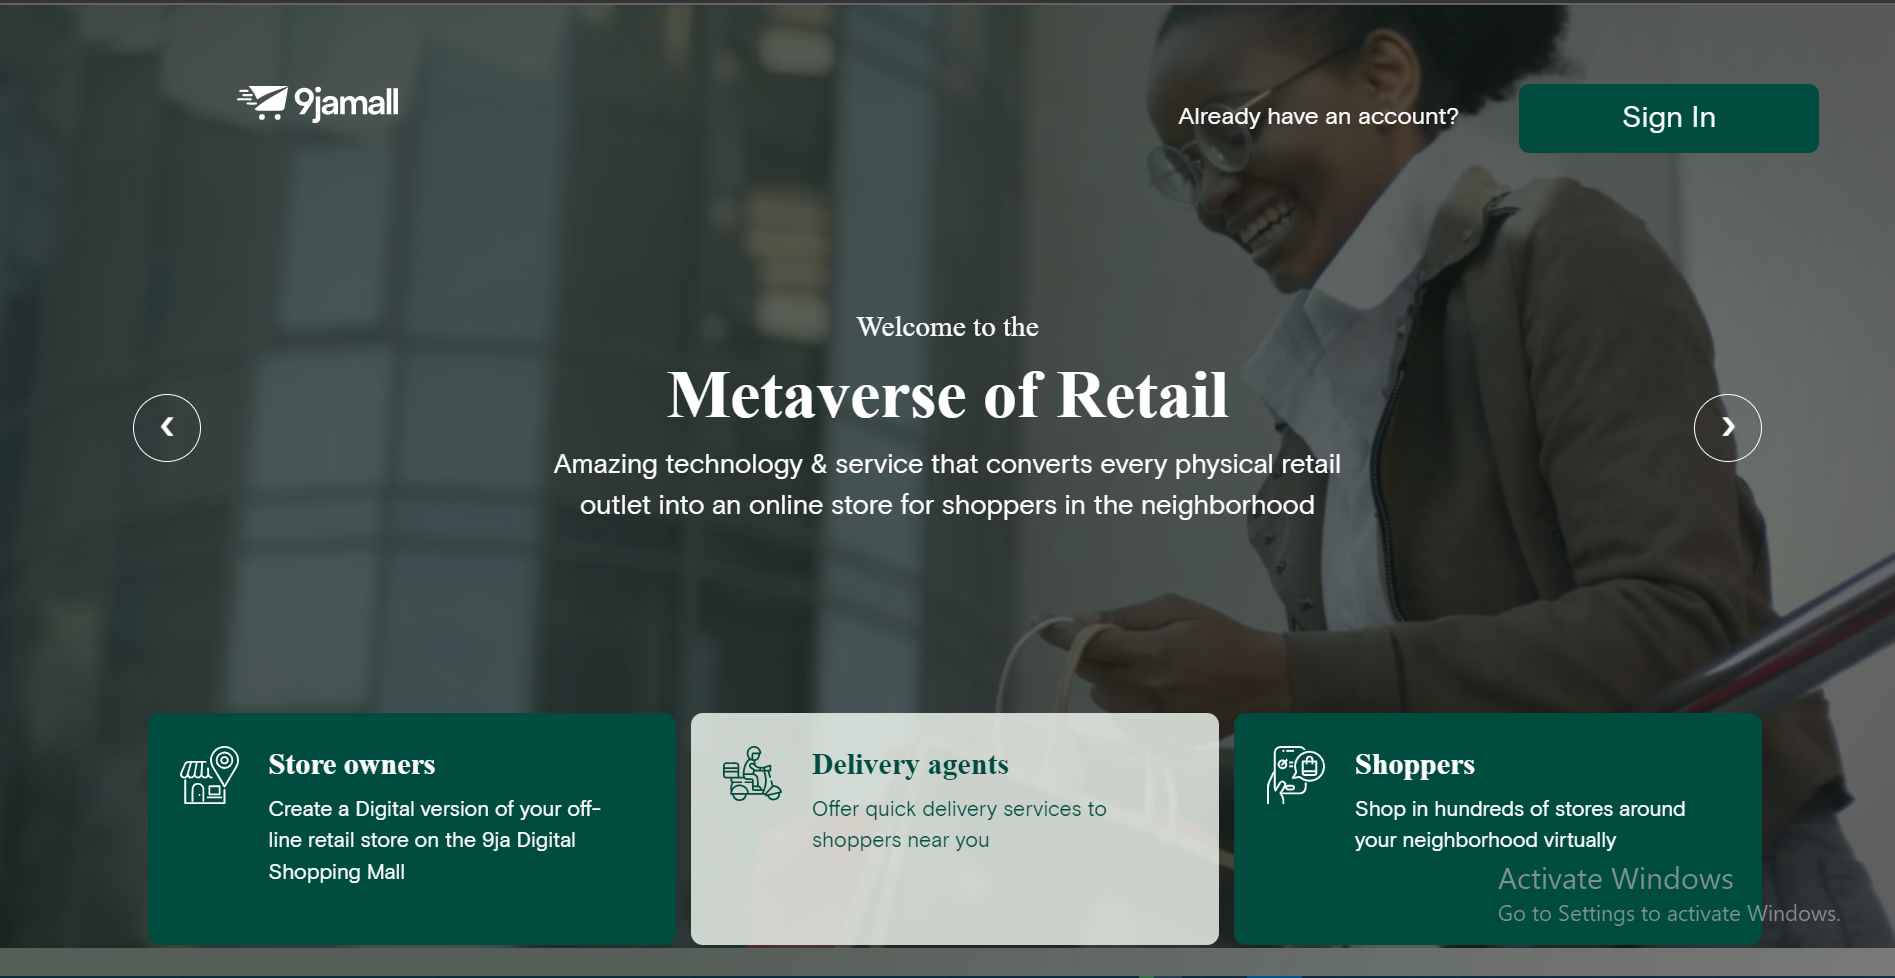 9jamall
Already have an account?
Sign In
Welcome to the
Metaverse of Retail
Amazing technology & service that converts every physical retail
outlet into an online store for shoppers in the neighborhood
Store owners
Create a Digital version of your off-
line retail store on the 9ja Digital
Shopping Mall
Delivery agents
Offer quick delivery services to
shoppers near you
Shoppers
Shop in hundreds of stores around
your neighborhood virtually
Activate Windows
Go to Settings to activate Windows.